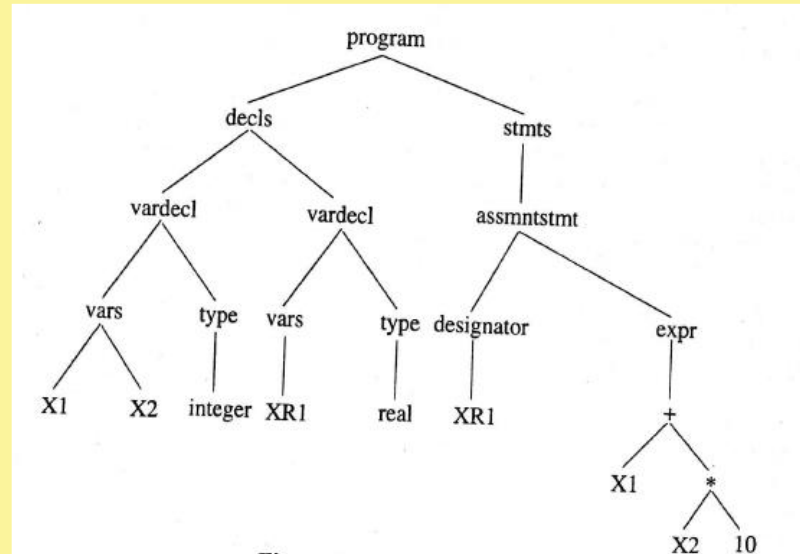 program
decls stmts
vardecl vardecl assmntstmt
vars type vars type designator expr
X1 X2 integer XR1 real XR1 +
X1 *
X2 10